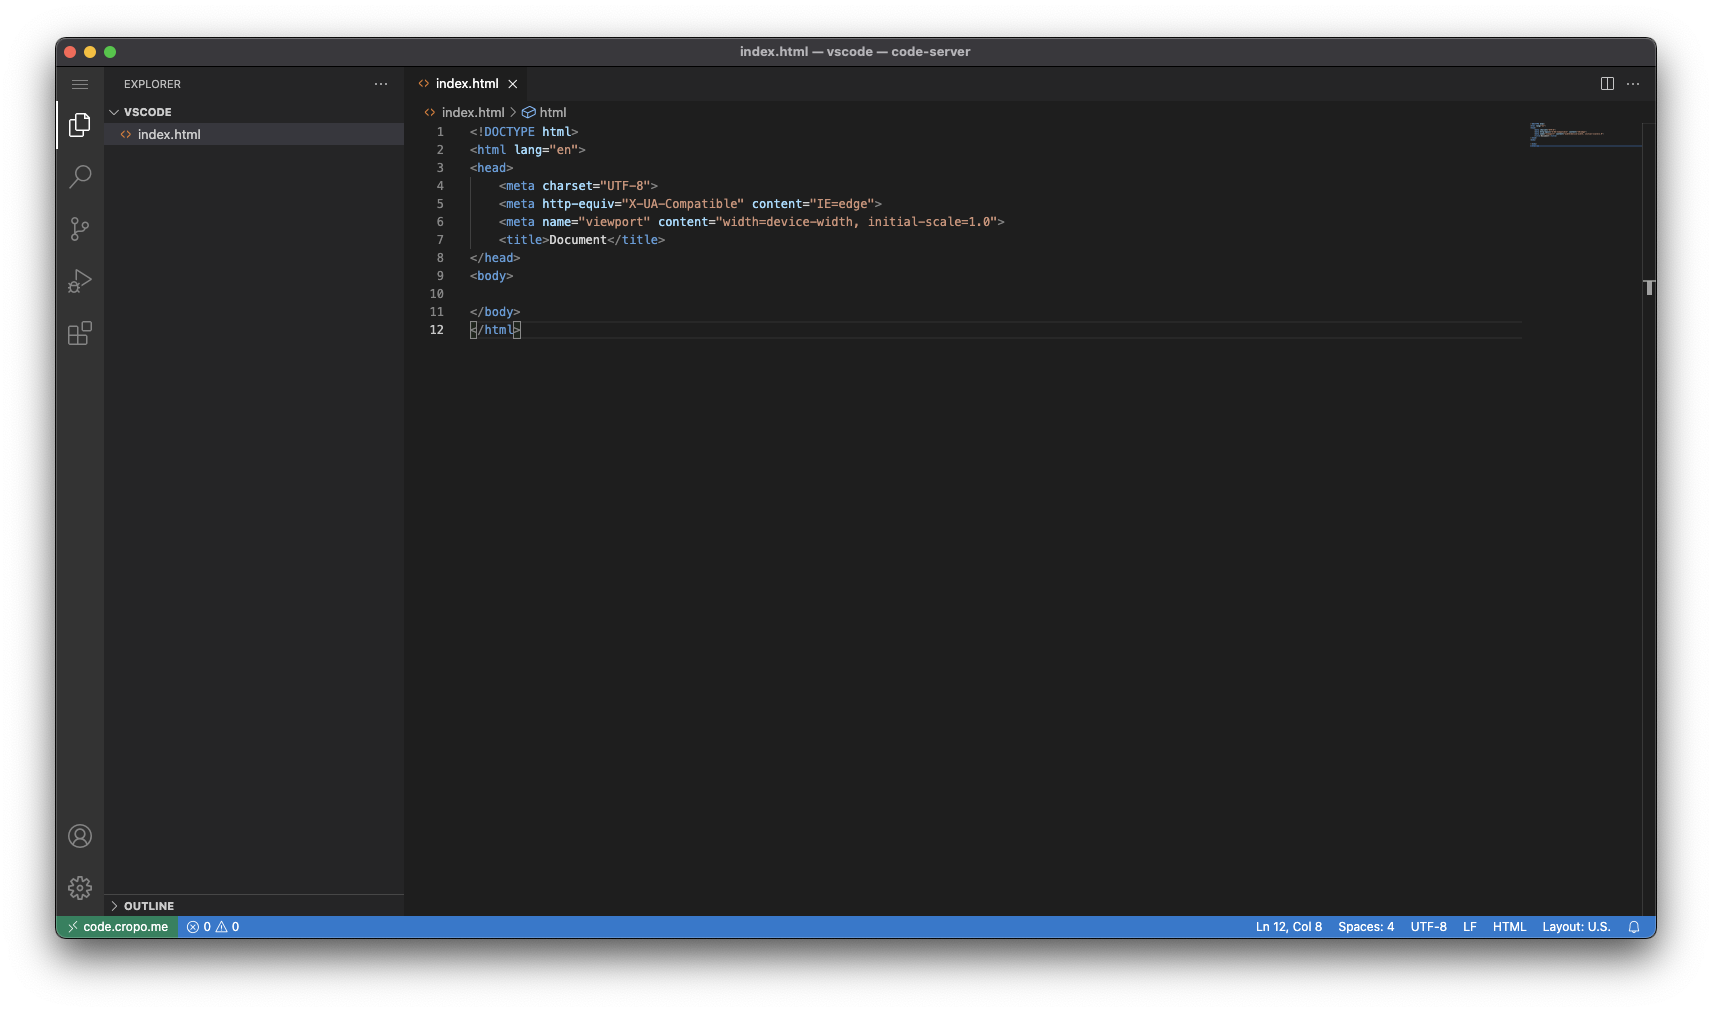 index.html — vscode — code-server
EXPLORER
VSCODE
index.html
index.html
index.html > html
1 <!DOCTYPE html>
2 <html lang="en">
3 <head>
4     <meta charset="UTF-8">
5     <meta http-equiv="X-UA-Compatible" content="IE=edge">
6     <meta name="viewport" content="width=device-width, initial-scale=1.0">
7     <title>Document</title>
8 </head>
9 <body>
10
11 </body>
12 </html>
OUTLINE
code.cropo.me 0 0 Ln 12, Col 8 Spaces: 4 UTF-8 LF HTML Layout: U.S.